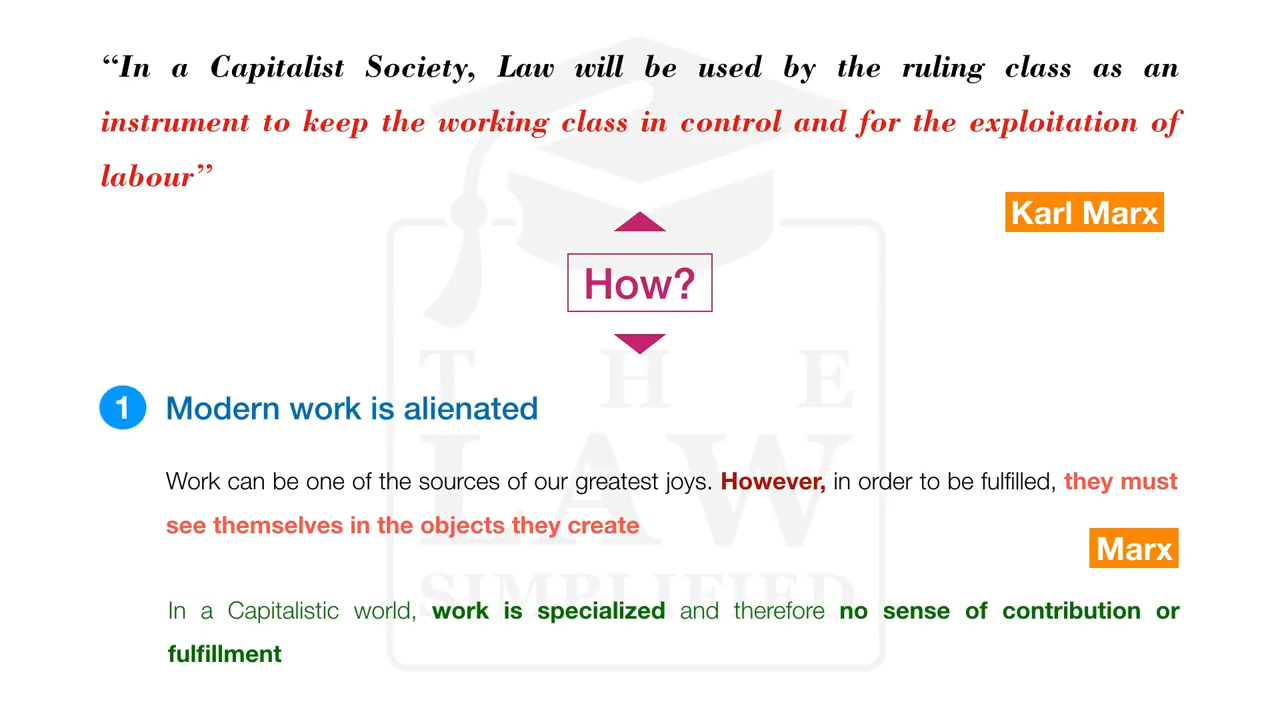 “In a Capitalist Society, Law will be used by the ruling class as an
instrument to keep the working class in control and for the exploitation of
labour”
Karl Marx
How?
1 Modern work is alienated
Work can be one of the sources of our greatest joys. However, in order to be fulfilled, they must
see themselves in the objects they create
Marx
In a Capitalistic world, work is specialized and therefore no sense of contribution or
fulfillment
THE
LAW
SIMPLIFIED